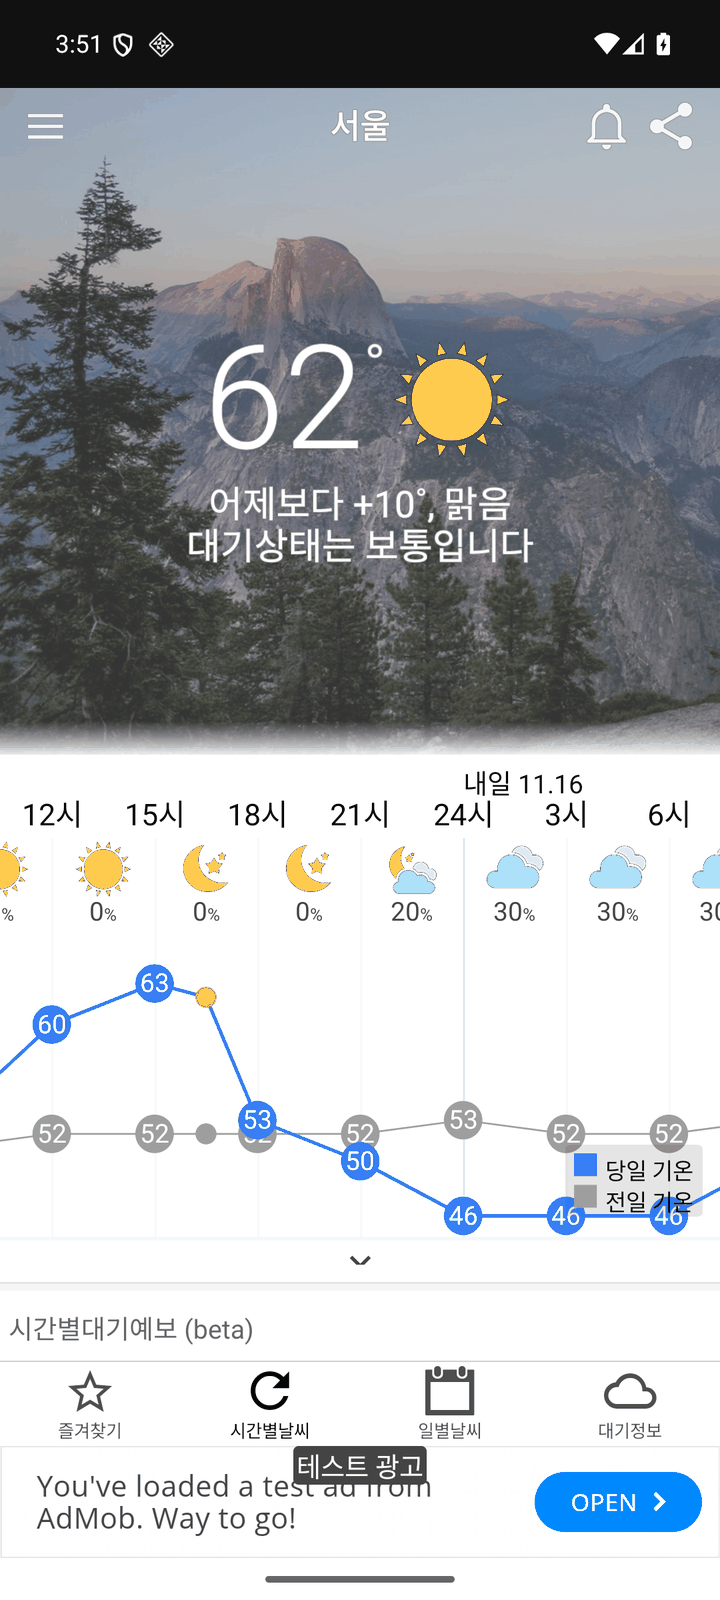 3:51
서울
62°
어제보다 +10°, 맑음
대기상태는 보통입니다
내일 11.16
12시 15시 18시 21시 24시 3시 6시
% 0% 0% 0% 20% 30% 30% 30
60 63 53 50 46 46 46
52 52 52 52 53 52 52
당일 기온
전일 기온
시간별대기예보 (beta)
즐겨찾기 시간별날씨 일별날씨 대기정보
테스트 광고
You've loaded a test ad from
AdMob. Way to go!
OPEN